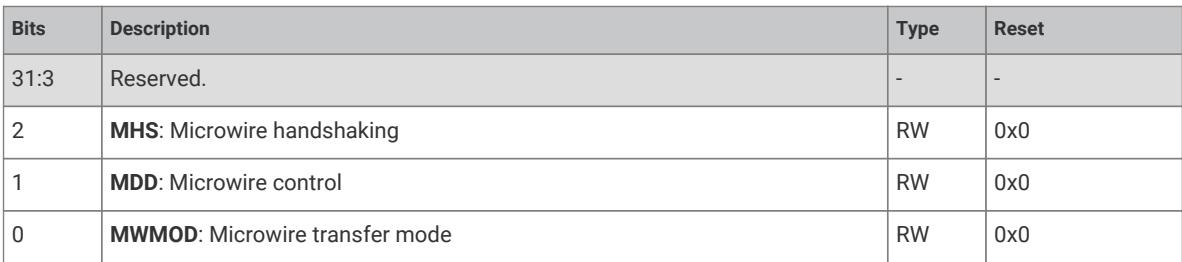 Bits Description Type Reset
31:3 Reserved. - -
2 MHS: Microwire handshaking RW 0x0
1 MDD: Microwire control RW 0x0
0 MWMOD: Microwire transfer mode RW 0x0